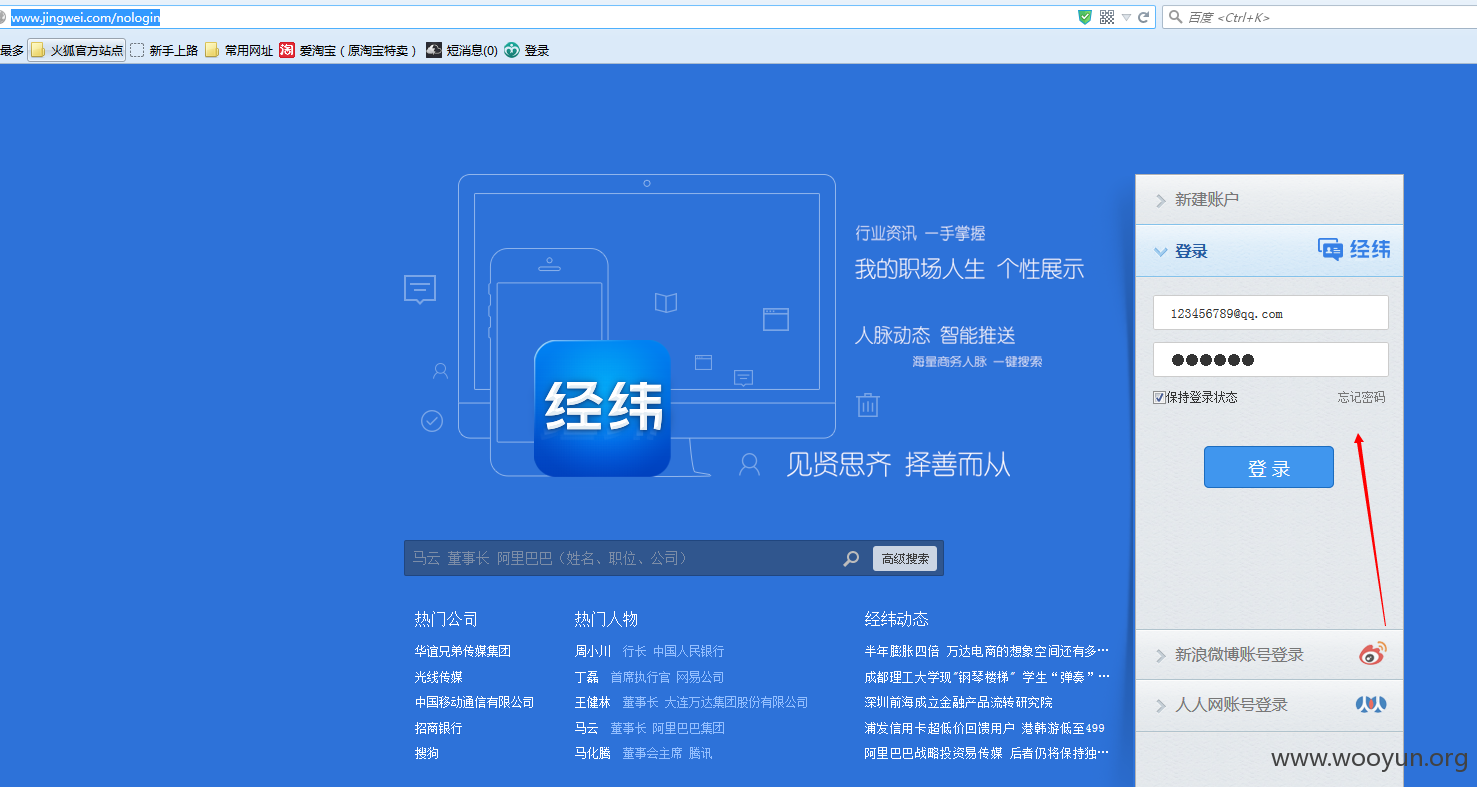 www.jingwei.com/nologin
百度 <Ctrl+K>
最多 火狐官方站点 新手上路 常用网址 淘 爱淘宝（原淘宝特卖） 短消息(0) 登录
行业资讯 一手掌握
我的职场人生 个性展示
人脉动态 智能推送
海量商务人脉 一键搜索
经纬
见贤思齐 择善而从
马云 董事长 阿里巴巴（姓名、职位、公司）
高级搜索
热门公司
华谊兄弟传媒集团
光线传媒
中国移动通信有限公司
招商银行
搜狗
热门人物
周小川 行长 中国人民银行
丁磊 首席执行官 网易公司
王健林 董事长 大连万达集团股份有限公司
马云 董事长 阿里巴巴集团
马化腾 董事会主席 腾讯
经纬动态
半年膨胀四倍 万达电商的想象空间还有多…
成都理工大学现"钢琴楼梯" 学生“弹奏”…
深圳前海成立金融产品流转研究院
浦发信用卡超低价回馈用户 港韩游低至499
阿里巴巴战略投资易传媒 后者仍将保持独…
新建账户
登录
经纬
123456789@qq.com
●●●●●●
保持登录状态
忘记密码
登录
新浪微博账号登录
人人网账号登录
www.wooyun.org